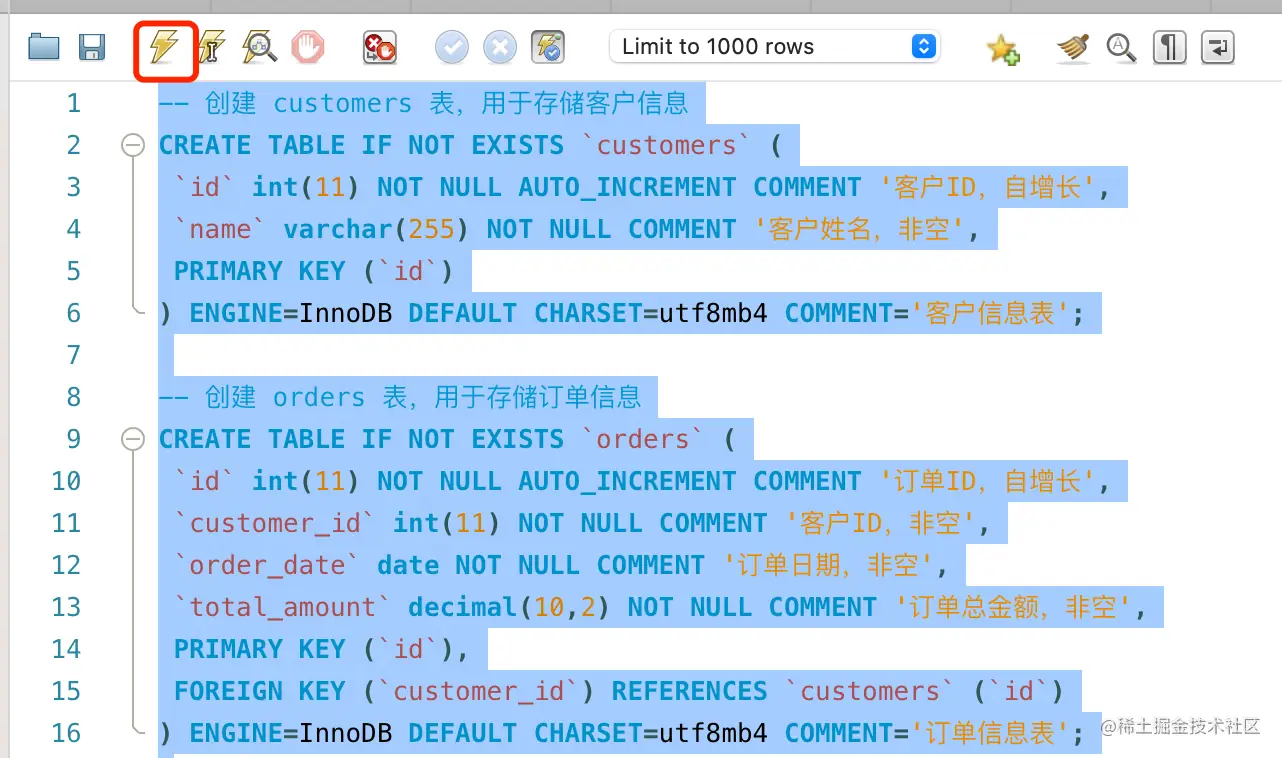 Limit to 1000 rows
1 -- 创建 customers 表，用于存储客户信息
2 CREATE TABLE IF NOT EXISTS `customers` (
3 `id` int(11) NOT NULL AUTO_INCREMENT COMMENT '客户ID，自增长',
4 `name` varchar(255) NOT NULL COMMENT '客户姓名，非空',
5 PRIMARY KEY (`id`)
6 ) ENGINE=InnoDB DEFAULT CHARSET=utf8mb4 COMMENT='客户信息表';
7
8 -- 创建 orders 表，用于存储订单信息
9 CREATE TABLE IF NOT EXISTS `orders` (
10 `id` int(11) NOT NULL AUTO_INCREMENT COMMENT '订单ID，自增长',
11 `customer_id` int(11) NOT NULL COMMENT '客户ID，非空',
12 `order_date` date NOT NULL COMMENT '订单日期，非空',
13 `total_amount` decimal(10,2) NOT NULL COMMENT '订单总金额，非空',
14 PRIMARY KEY (`id`),
15 FOREIGN KEY (`customer_id`) REFERENCES `customers` (`id`)
16 ) ENGINE=InnoDB DEFAULT CHARSET=utf8mb4 COMMENT='订单信息表';
@稀土掘金技术社区